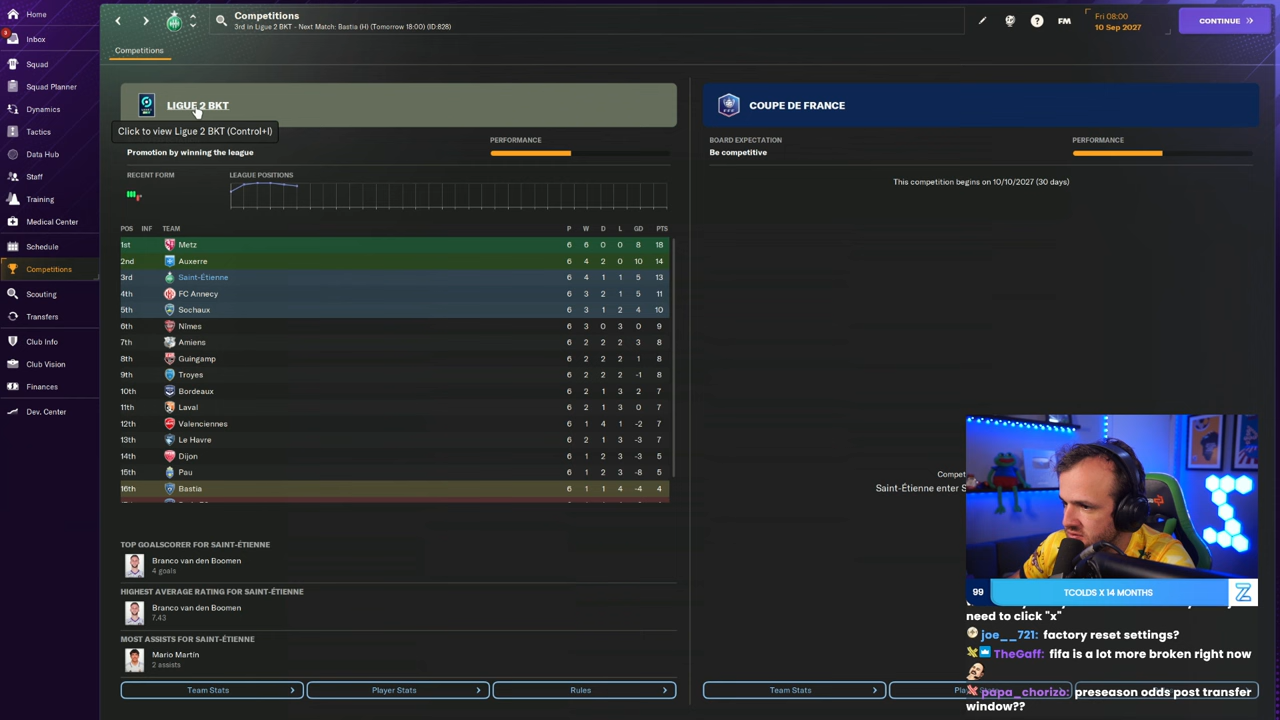 Home
Competitions
3rd in Ligue 2 BKT - Next Match: Bastia (H) (Tomorrow 18:00) (ID:828)
FM
Fri 08:00
10 Sep 2027
CONTINUE
3
Inbox
Squad
Squad Planner
Dynamics
Tactics
Data Hub
Staff
Training
Medical Center
Schedule
Competitions
Scouting
Transfers
Club Info
Club Vision
Finances
Dev. Center
Competitions
LIGUE 2 BKT
Click to view Ligue 2 BKT (Control+I)
PERFORMANCE
Promotion by winning the league
RECENT FORM
LEAGUE POSITIONS
POS INF TEAM P W D L GD PTS
1st Metz 6 6 0 0 8 18
2nd Auxerre 6 4 2 0 10 14
3rd Saint-Étienne 6 4 1 1 5 13
4th FC Annecy 6 3 2 1 5 11
5th Sochaux 6 3 1 2 4 10
6th Nîmes 6 3 0 3 0 9
7th Amiens 6 2 2 2 3 8
8th Guingamp 6 2 2 2 1 8
9th Troyes 6 2 2 2 -1 8
10th Bordeaux 6 2 1 3 2 7
11th Laval 6 2 1 3 0 7
12th Valenciennes 6 1 4 1 -2 7
13th Le Havre 6 2 1 3 -3 7
14th Dijon 6 1 2 3 -3 5
15th Pau 6 1 2 3 -8 5
16th Bastia 6 1 1 4 -4 4
TOP GOALSCORER FOR SAINT-ÉTIENNE
Branco van den Boomen
4 goals
HIGHEST AVERAGE RATING FOR SAINT-ÉTIENNE
Branco van den Boomen
7.43
MOST ASSISTS FOR SAINT-ÉTIENNE
Mario Martín
2 assists
Team Stats
Player Stats
Rules
COUPE DE FRANCE
BOARD EXPECTATION
Be competitive
PERFORMANCE
This competition begins on 10/10/2027 (30 days)
Compet
Saint-Étienne enter S
Team Stats
99
TCOLDS X 14 MONTHS
need to click "x"
joe__721: factory reset settings?
TheGaff: fifa is a lot more broken right now
papa_chorizo: preseason odds post transfer
window??